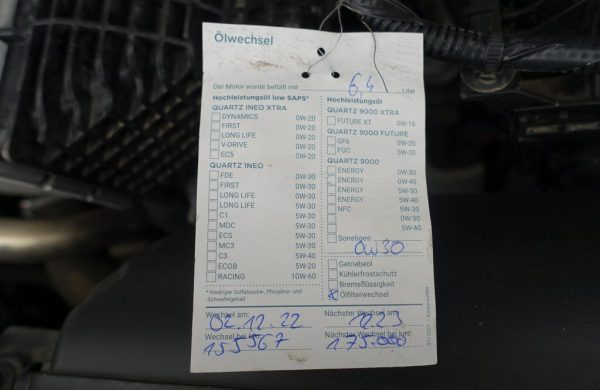 Ölwechsel
Der Motor wurde befüllt mit 6,4 Liter
Hochleistungsöl low SAPS*
QUARTZ INEO XTRA
DYNAMICS 0W-20
FIRST 0W-20
LONG LIFE 0W-20
V-DRIVE 0W-20
EC5 0W-20
QUARTZ INEO
FDE 0W-30
FIRST 0W-30
LONG LIFE 0W-30
LONG LIFE 5W-30
C1 5W-30
MDC 5W-30
ECS 5W-30
MC3 5W-30
C3 5W-40
ECOB 5W-20
RACING 10W-60
*Niedriger Sulfatasche-, Phosphor- und Schwefelgehalt
Hochleistungsöl
QUARTZ 9000 XTRA
FUTURE XT 0W-16
QUARTZ 9000 FUTURE
GF6 0W-20
FGC 5W-30
QUARTZ 9000
ENERGY 0W-30
ENERGY 0W-40
ENERGY 5W-30
ENERGY 5W-40
NFC 5W-30
0W-30
5W-40
Sonstiges:
0W30
Getriebeöl
Kühlerfrostschutz
Bremsflüssigkeit
Ölfilterwechsel
Wechsel am:
02.12.22
Wechsel bei km:
155567
Nächster Wechsel am:
12.23
Nächster Wechsel bei km:
175.000